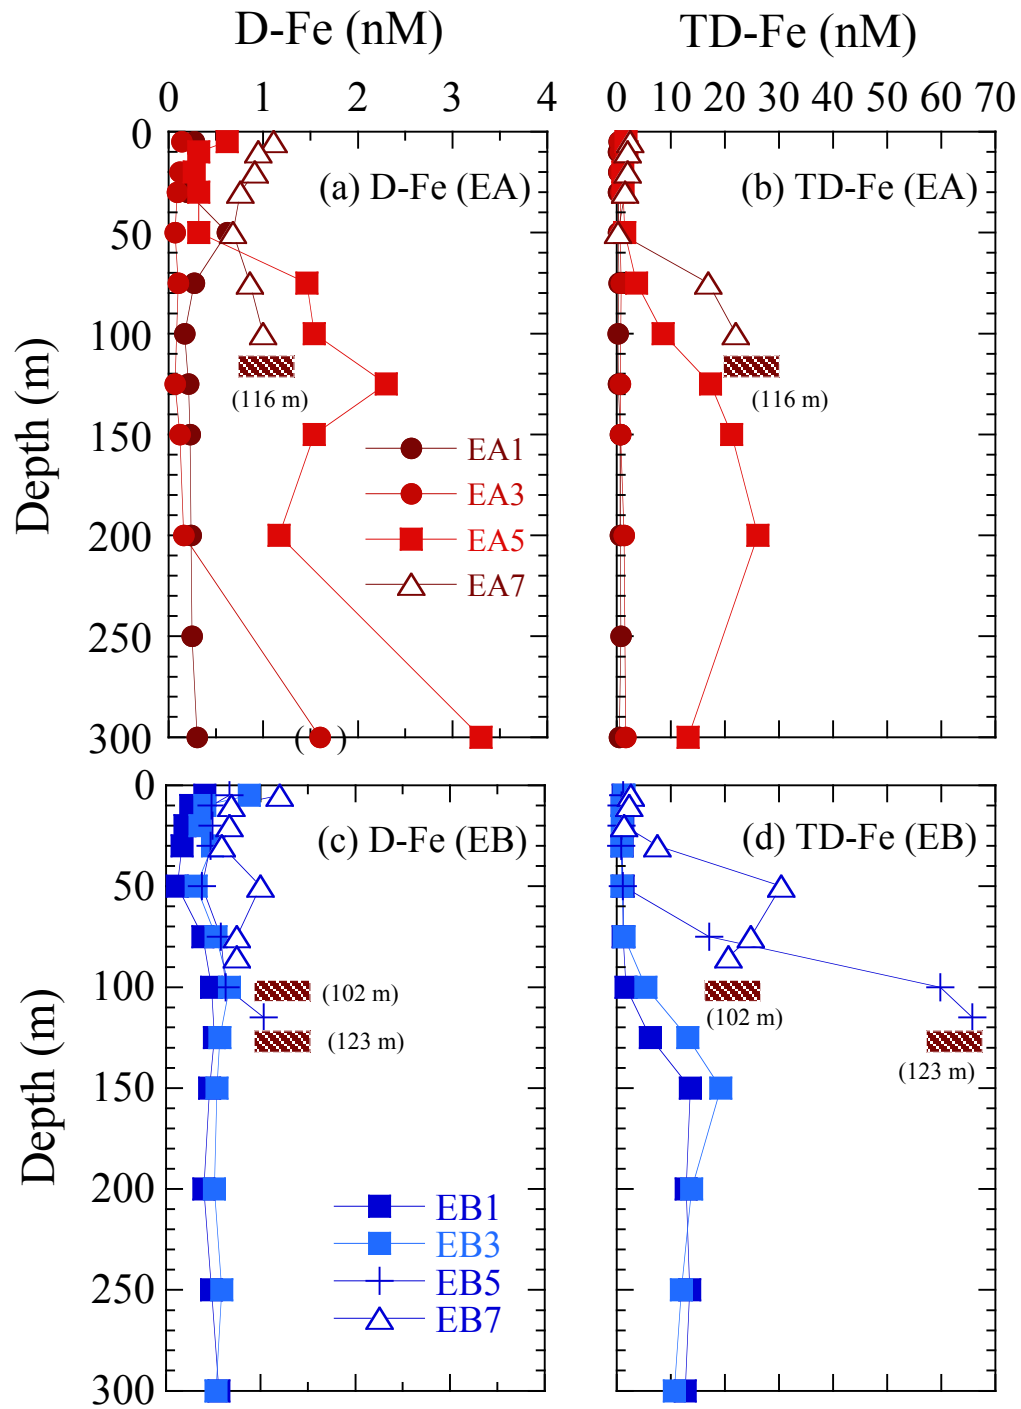 D-Fe (nM)
TD-Fe (nM)
0 1 2 3 4
0 10 20 30 40 50 60 70
0
50
100
150
200
250
300
Depth (m)
(a) D-Fe (EA)
(116 m)
EA1
EA3
EA5
EA7
( )
(b) TD-Fe (EA)
(116 m)
0
50
100
150
200
250
300
Depth (m)
(c) D-Fe (EB)
(102 m)
(123 m)
EB1
EB3
EB5
EB7
(d) TD-Fe (EB)
(102 m)
(123 m)